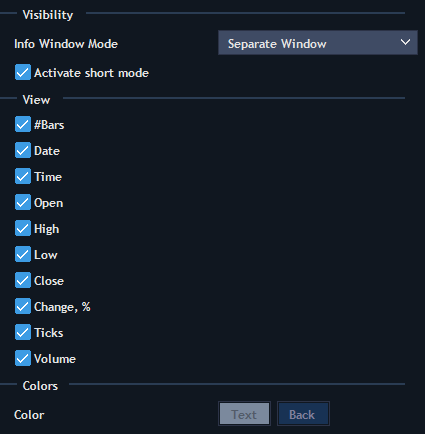 Visibility
Info Window Mode Separate Window
Activate short mode
View
#Bars
Date
Time
Open
High
Low
Close
Change, %
Ticks
Volume
Colors
Color Text Back